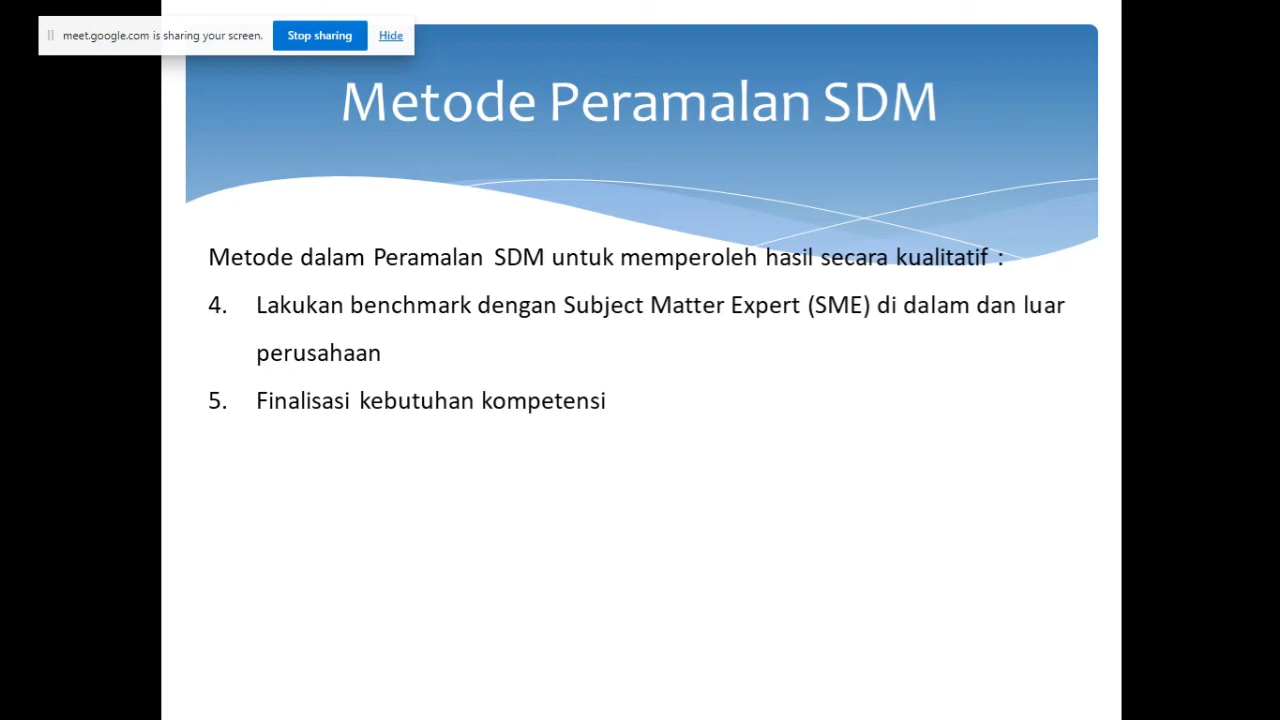 meet.google.com is sharing your screen.
Stop sharing
Hide
Metode Peramalan SDM
Metode dalam Peramalan SDM untuk memperoleh hasil secara kualitatif :
4. Lakukan benchmark dengan Subject Matter Expert (SME) di dalam dan luar
perusahaan
5. Finalisasi kebutuhan kompetensi